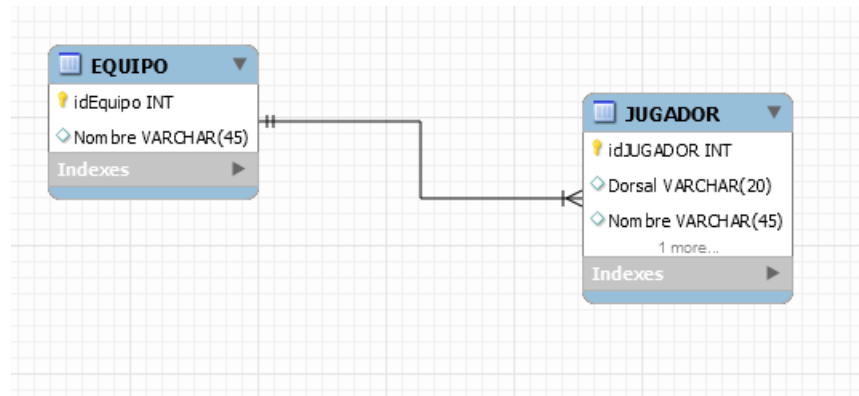 EQUIPO
idEquipo INT
Nombre VARCHAR(45)
Indexes
JUGADOR
idJUGADOR INT
Dorsal VARCHAR(20)
Nombre VARCHAR(45)
1 more...
Indexes